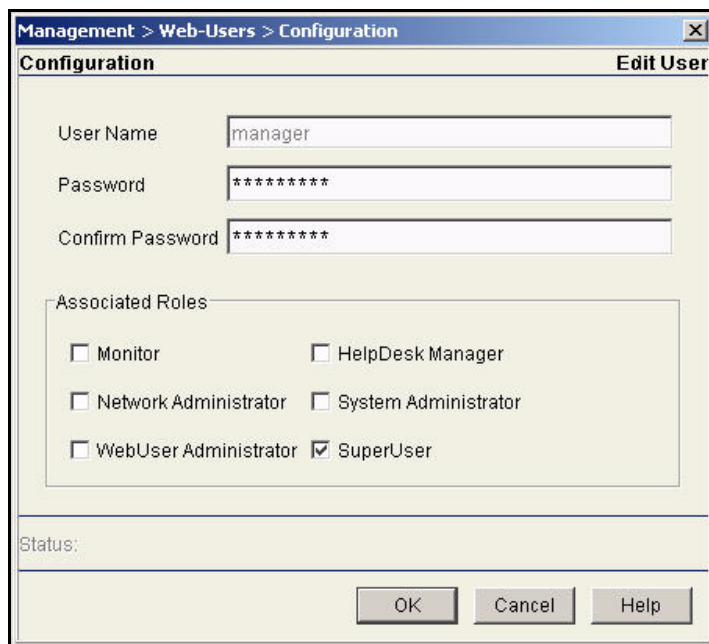 Management > Web-Users > Configuration
Configuration Edit User
User Name manager
Password *********
Confirm Password *********
Associated Roles
Monitor HelpDesk Manager
Network Administrator System Administrator
WebUser Administrator SuperUser
Status:
OK Cancel Help